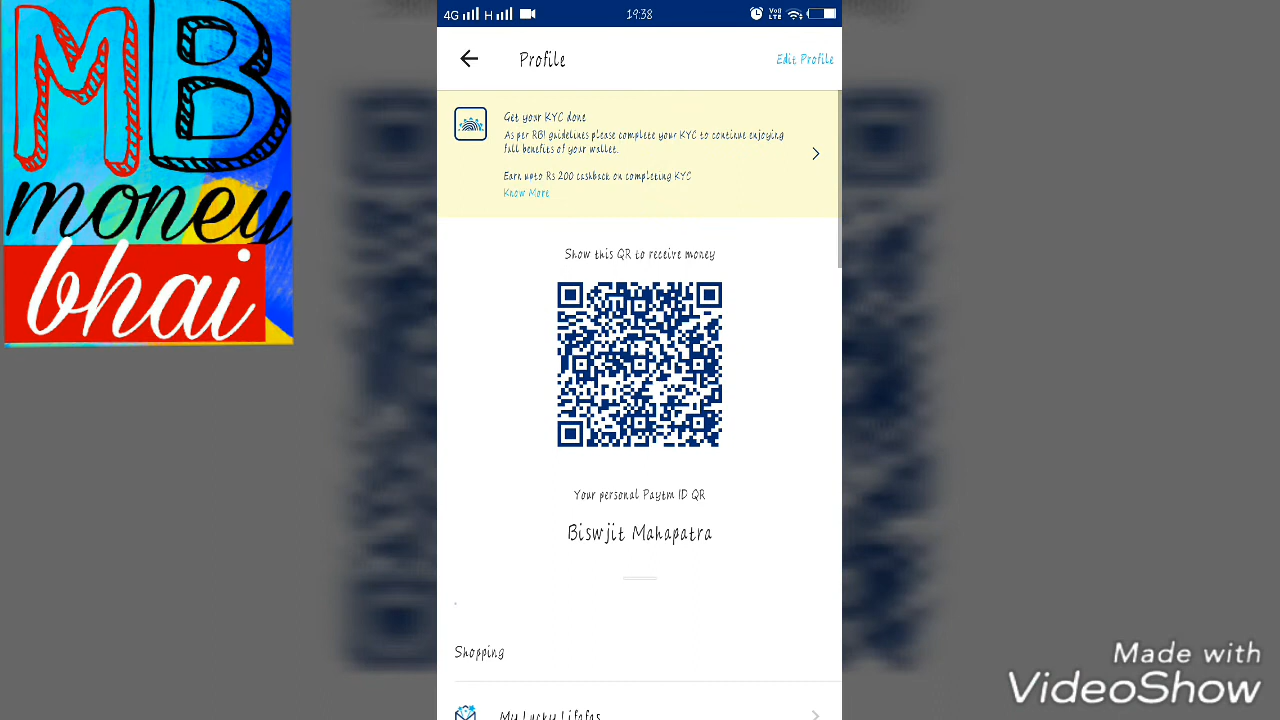 MB
money
bhai
4G H 19:38 Vo) LTE
Profile
Edit Profile
Get your KYC done
As per RBI guidelines please complete your KYC to continue enjoying
full benefits of your wallet.
Earn upto Rs 200 cashback on completing KYC
Know More
Show this QR to receive money
Your personal Paytm ID QR
Biswjit Mahapatra
Shopping
My Lucky Lifafas
Made with
VideoShow